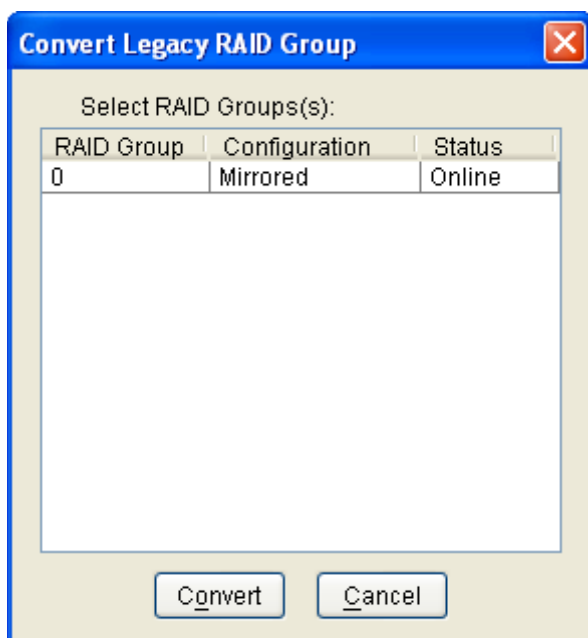 Convert Legacy RAID Group
Select RAID Groups(s):
RAID Group Configuration Status
0 Mirrored Online
Convert Cancel